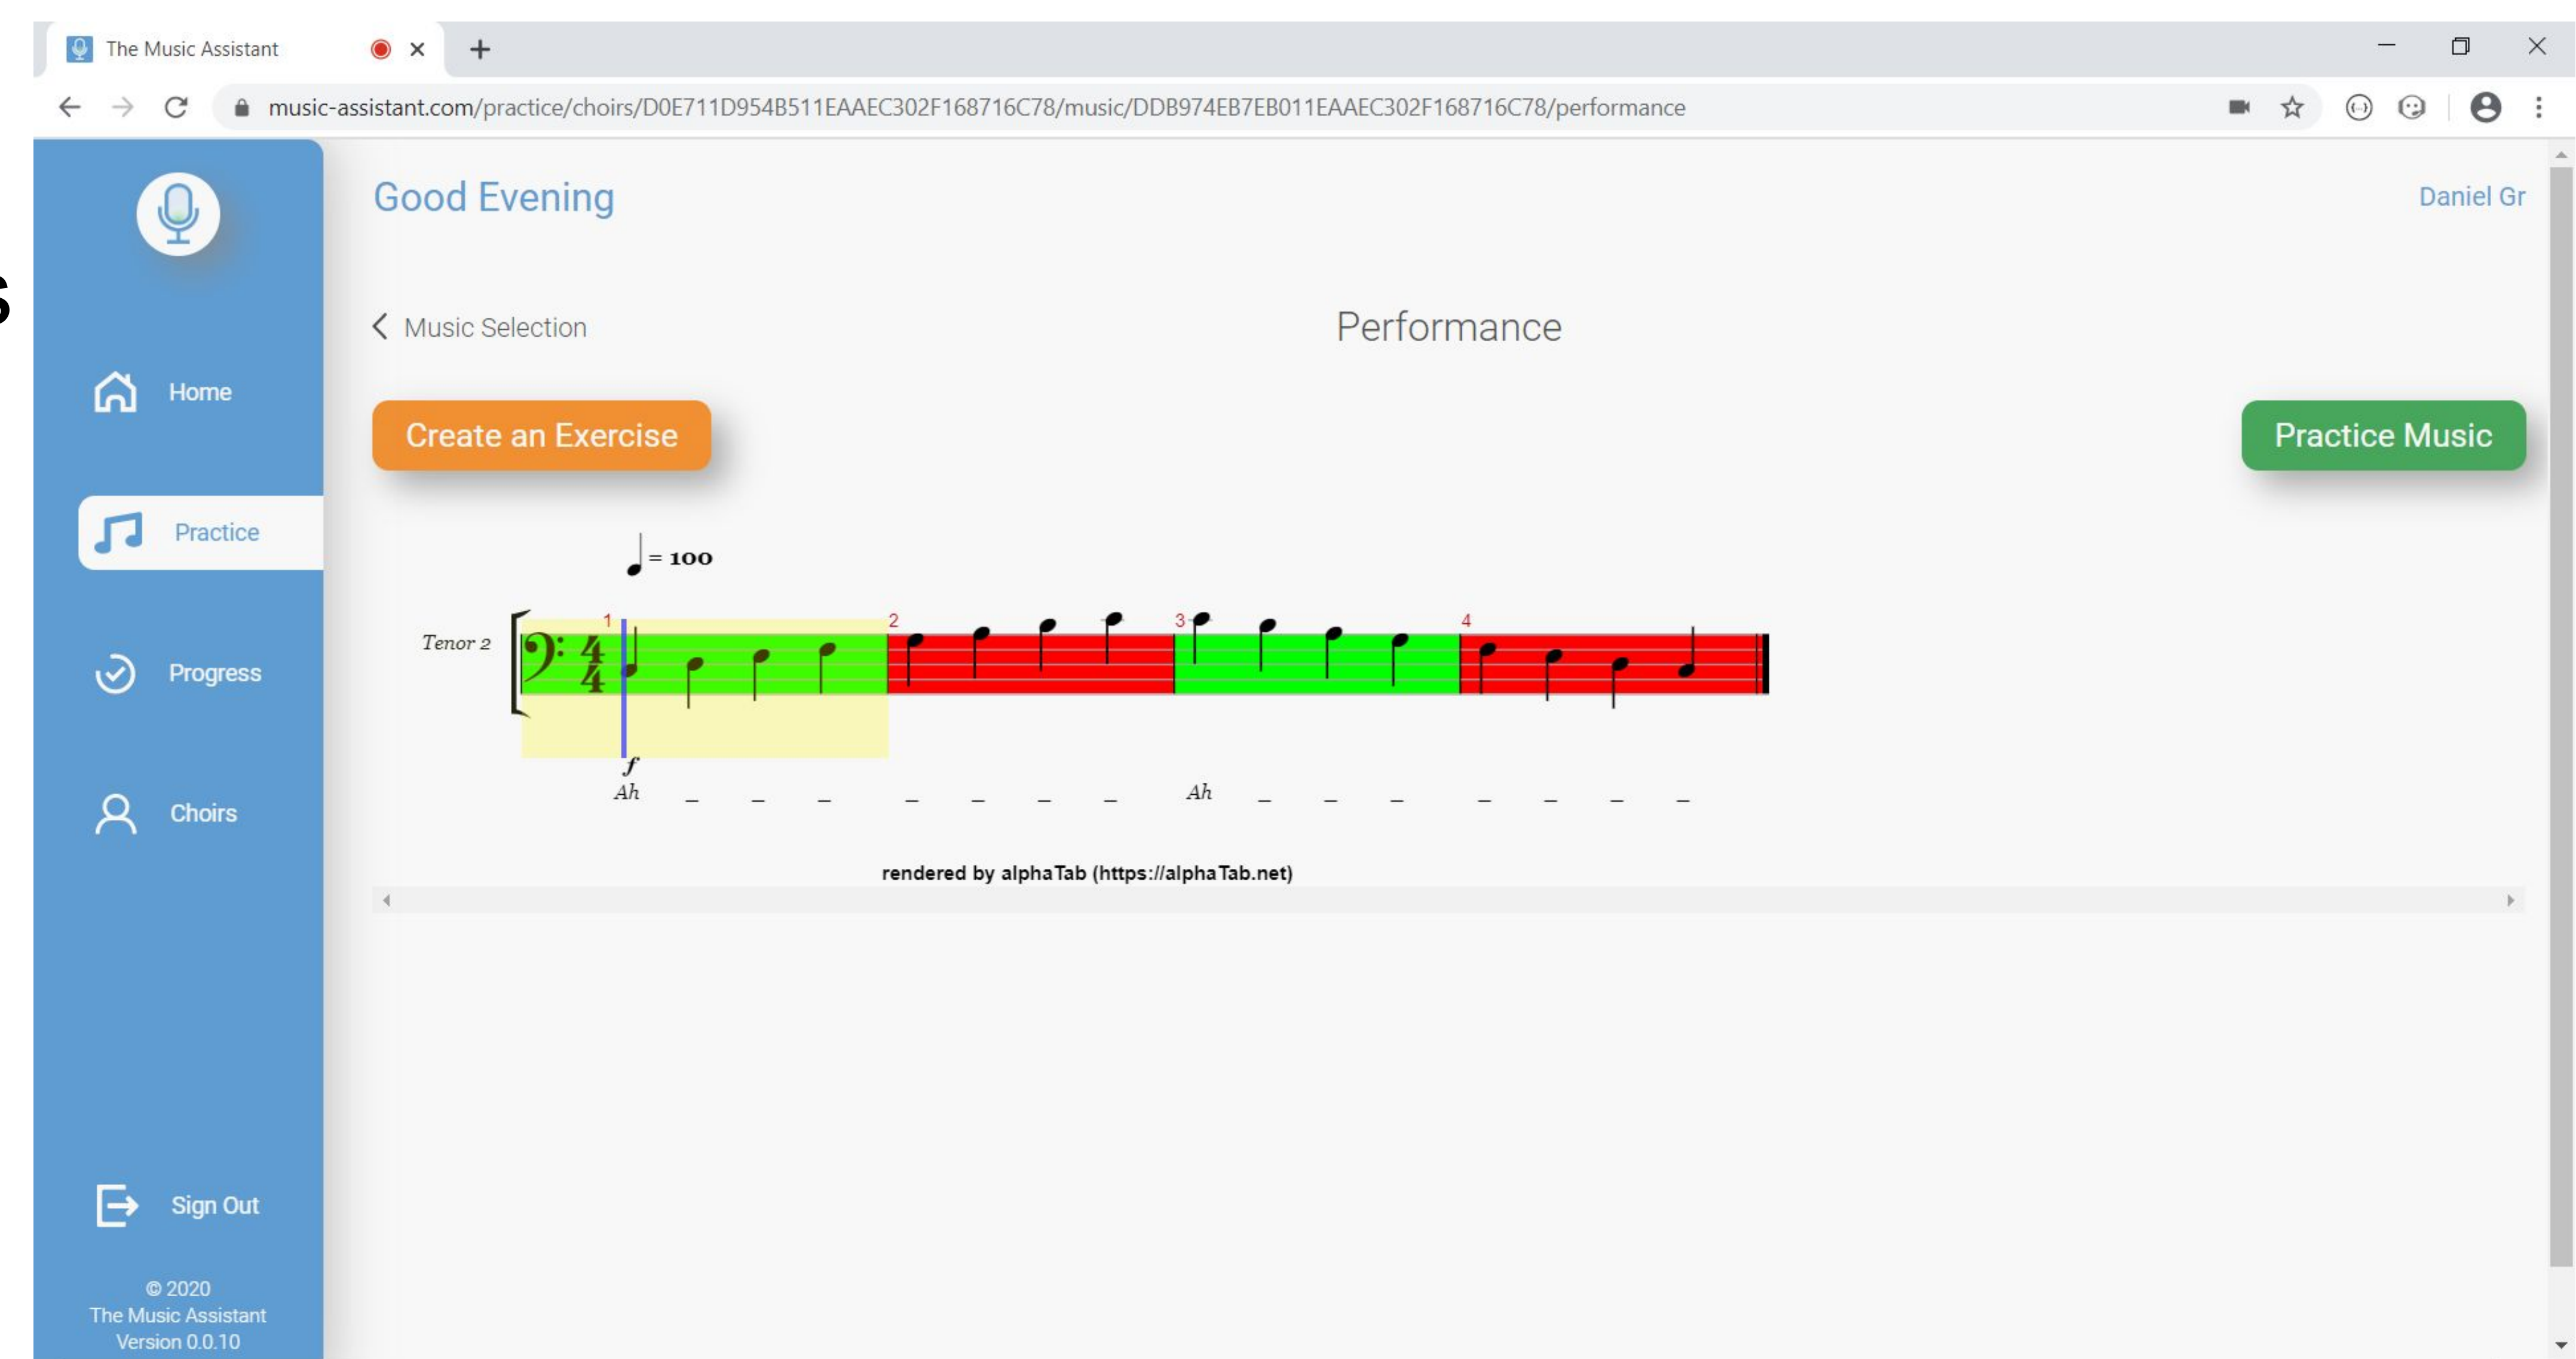 The Music Assistant
music-assistant.com/practice/choirs/D0E711D954B511EAAEC302F168716C78/music/DDB974EB7EB011EAAEC302F168716C78/performance
Good Evening
Daniel Gr
s
Music Selection
Performance
Home
Create an Exercise
Practice Music
Practice
= 100
1 2 3 4
Tenor 2
4
4
Progress
f
Ah _ _ _ _ _ _ _ Ah _ _ _ _ _ _ _
Choirs
rendered by alphaTab (https://alphaTab.net)
Sign Out
© 2020
The Music Assistant
Version 0.0.10